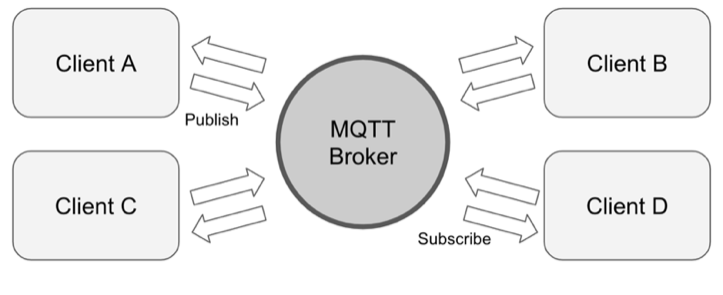 Client A
Client B
Publish
MQTT
Broker
Client C
Client D
Subscribe